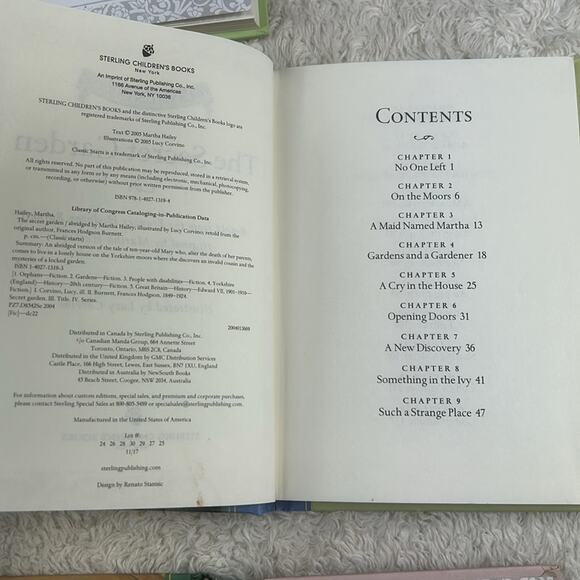 STERLING CHILDREN'S BOOKS
New York
An Imprint of Sterling Publishing Co., Inc.
1166 Avenue of the Americas
New York, NY 10036
STERLING CHILDREN'S BOOKS and the distinctive Sterling Children's Books logo are
registered trademarks of Sterling Publishing Co., Inc.
Text © 2005 Martha Hailey
Illustrations © 2005 Lucy Corvino
Classic Starts is a trademark of Sterling Publishing Co., Inc.
All rights reserved. No part of this publication may be reproduced, stored in a retrieval system,
or transmitted in any form or by any means (including electronic, mechanical, photocopying,
recording, or otherwise) without prior written permission from the publisher.
ISBN 978-1-4027-1319-4
Library of Congress Cataloging-in-Publication Data
Hailey, Martha.
The secret garden / abridged by Martha Hailey; illustrated by Lucy Corvino; retold from the
original author, Frances Hodgson Burnett.
p. cm.—(Classic starts)
Summary: An abridged version of the tale of ten-year-old Mary who, after the death of her parents,
comes to live in a lonely house on the Yorkshire moors where she discovers an invalid cousin and the
mysteries of a locked garden.
ISBN 1-4027-1319-3
[1. Orphans—Fiction. 2. Gardens—Fiction. 3. People with disabilities—Fiction. 4. Yorkshire
(England)—History—20th century—Fiction. 5. Great Britain—History—Edward VII, 1901-1910—
Fiction.] I. Corvino, Lucy, ill. II. Burnett, Frances Hodgson, 1849-1924.
Secret garden. III. Title. IV. Series.
PZ7.D8542Se 2004
[Fic]—dc22
2004013669
Distributed in Canada by Sterling Publishing Co., Inc.
c/o Canadian Manda Group, 664 Annette Street
Toronto, Ontario, M6S 2C8, Canada
Distributed in the United Kingdom by GMC Distribution Services
Castle Place, 166 High Street, Lewes, East Sussex, BN7 1XU, England
Distributed in Australia by NewSouth Books
45 Beach Street, Coogee, NSW 2034, Australia
For information about custom editions, special sales, and premium and corporate purchases,
please contact Sterling Special Sales at 800-805-5489 or specialsales@sterlingpublishing.com.
Manufactured in the United States of America
Lot #:
24 26 28 30 29 27 25
11/17
sterlingpublishing.com
Design by Renato Stanisic
CONTENTS
CHAPTER 1
No One Left 1
CHAPTER 2
On the Moors 6
CHAPTER 3
A Maid Named Martha 13
CHAPTER 4
Gardens and a Gardener 18
CHAPTER 5
A Cry in the House 25
CHAPTER 6
Opening Doors 31
CHAPTER 7
A New Discovery 36
CHAPTER 8
Something in the Ivy 41
CHAPTER 9
Such a Strange Place 47